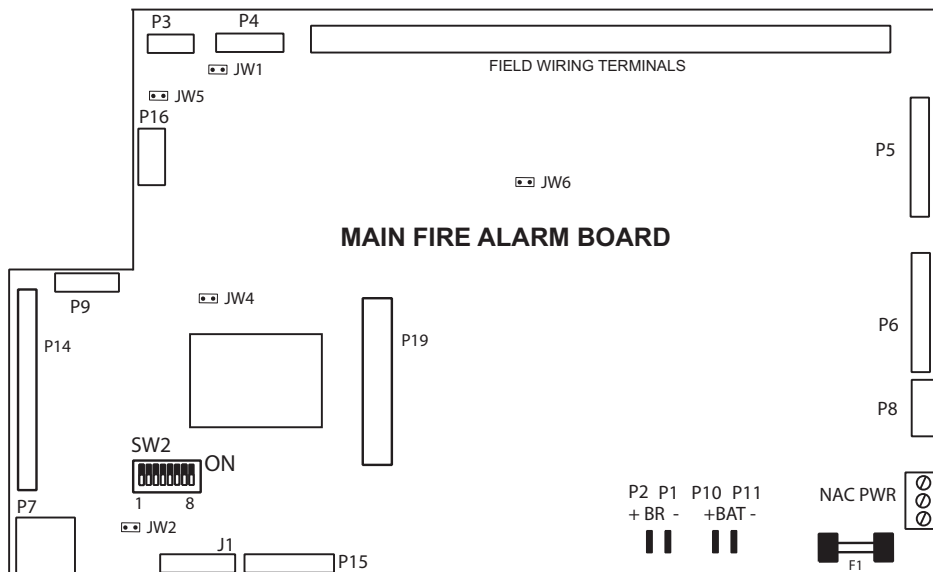 P3
P4
JW1
FIELD WIRING TERMINALS
JW5
P16
P5
JW6
MAIN FIRE ALARM BOARD
P9
JW4
P14
P19
P6
P8
SW2
ON
1 8
P7
JW2
P2 P1 P10 P11
+ BR - +BAT -
NAC PWR
J1
P15
F1